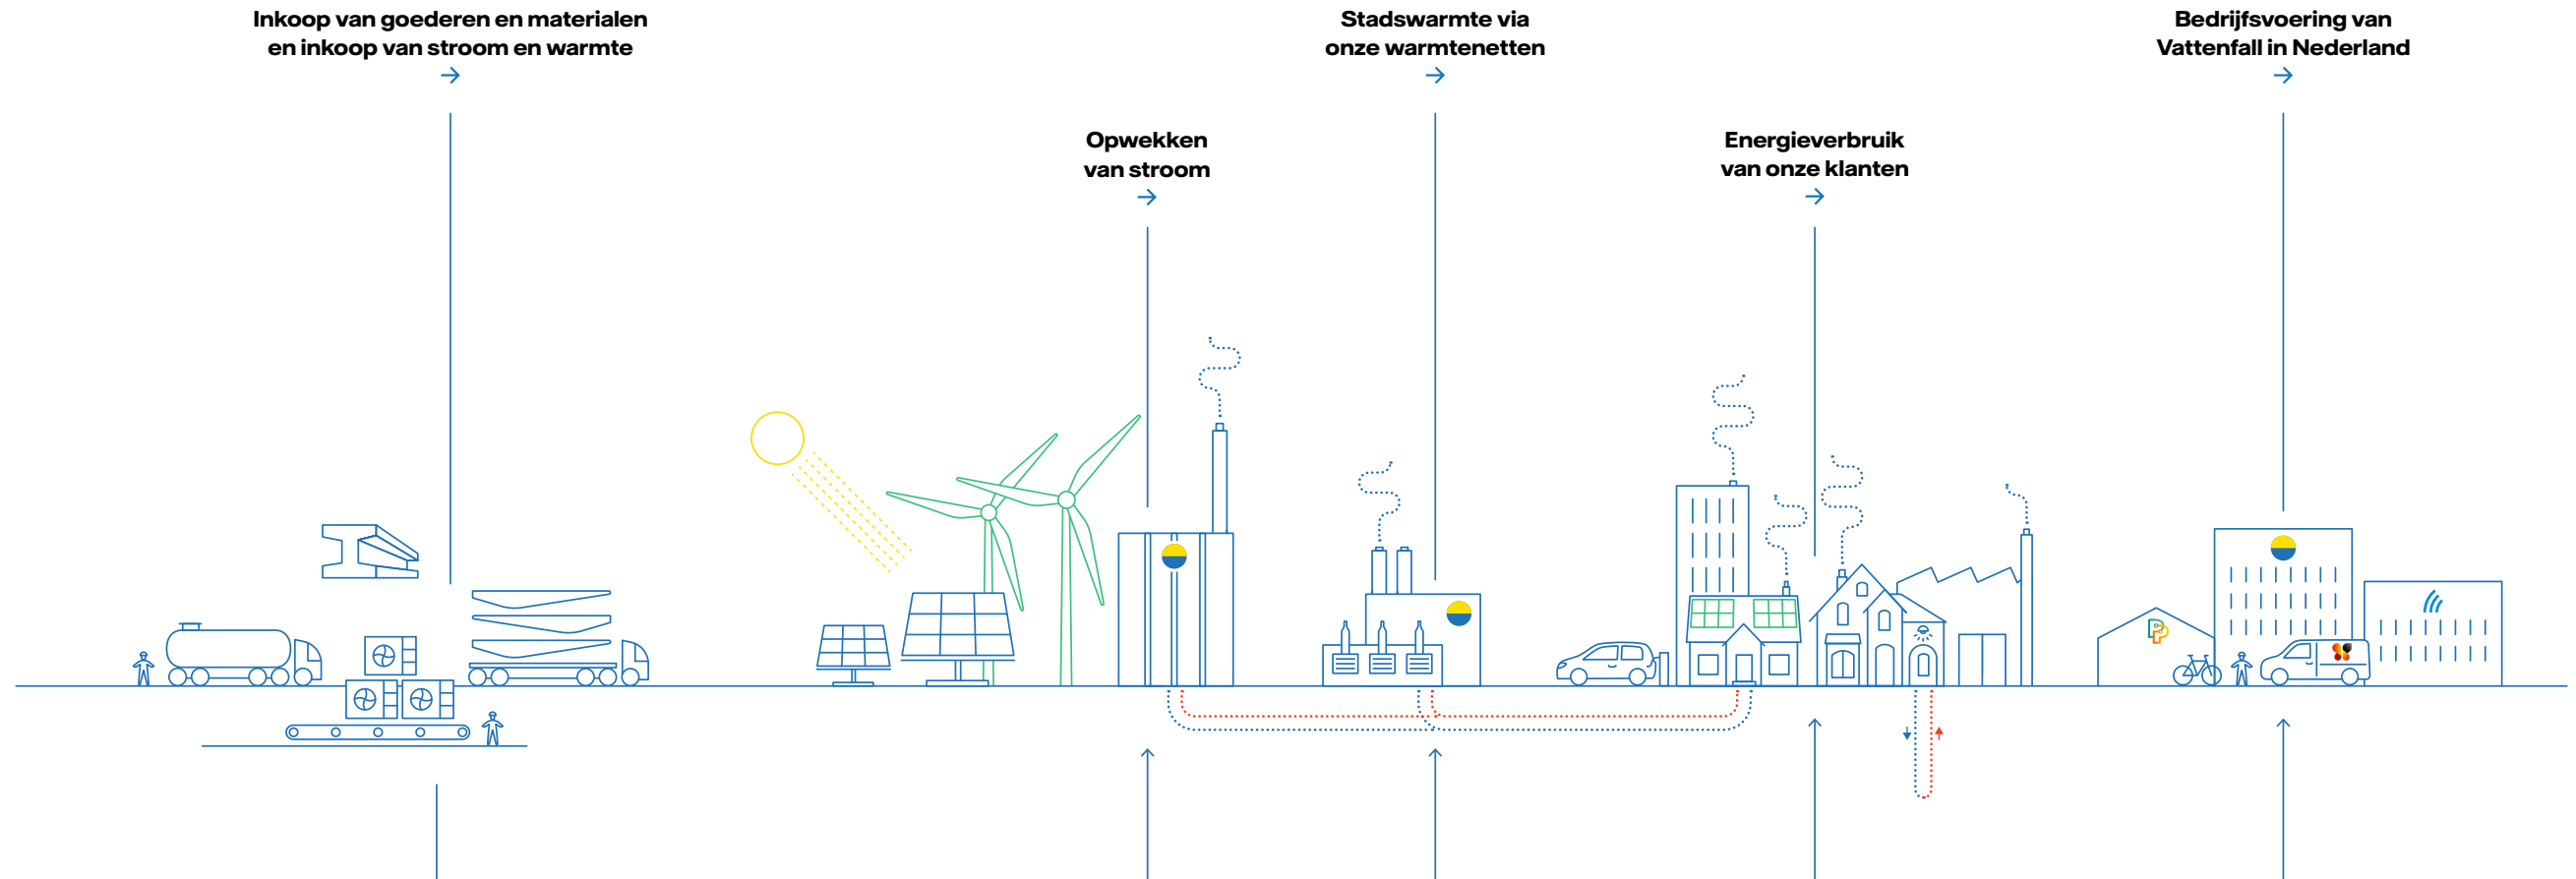 Inkoop van goederen en materialen
en inkoop van stroom en warmte
Opwekken
van stroom
Stadswarmte via
onze warmtenetten
Energieverbruik
van onze klanten
Bedrijfsvoering van
Vattenfall in Nederland